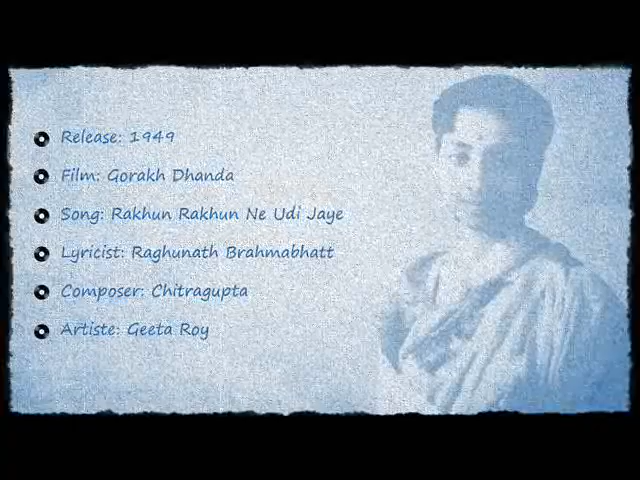 Release: 1949
Film: Gorakh Dhanda
Song: Rakhun Rakhun Ne Udi Jaye
Lyricist: Raghunath Brahmabhatt
Composer: Chitragupta
Artiste: Geeta Roy